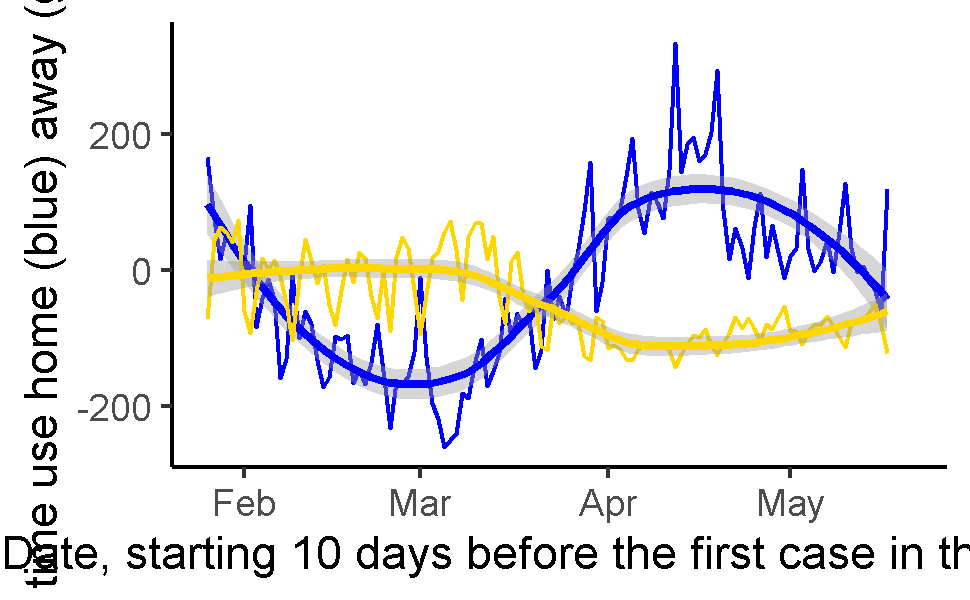 time use home (blue) away (
200
0
-200
Feb
Mar
Apr
May
Date, starting 10 days before the first case in th